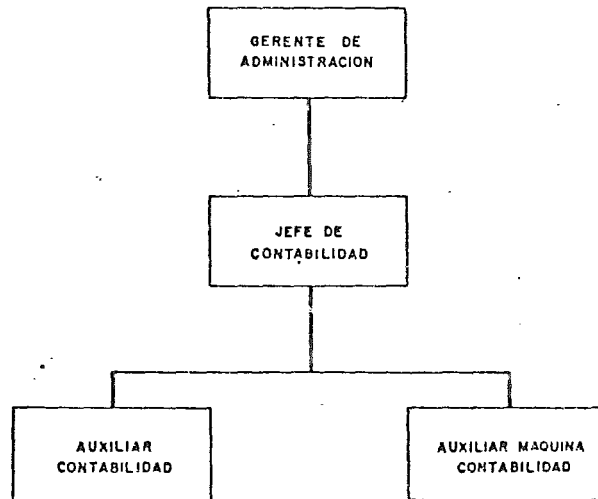 GERENTE DE
ADMINISTRACION
JEFE DE
CONTABILIDAD
AUXILIAR
CONTABILIDAD
AUXILIAR MAQUINA
CONTABILIDAD